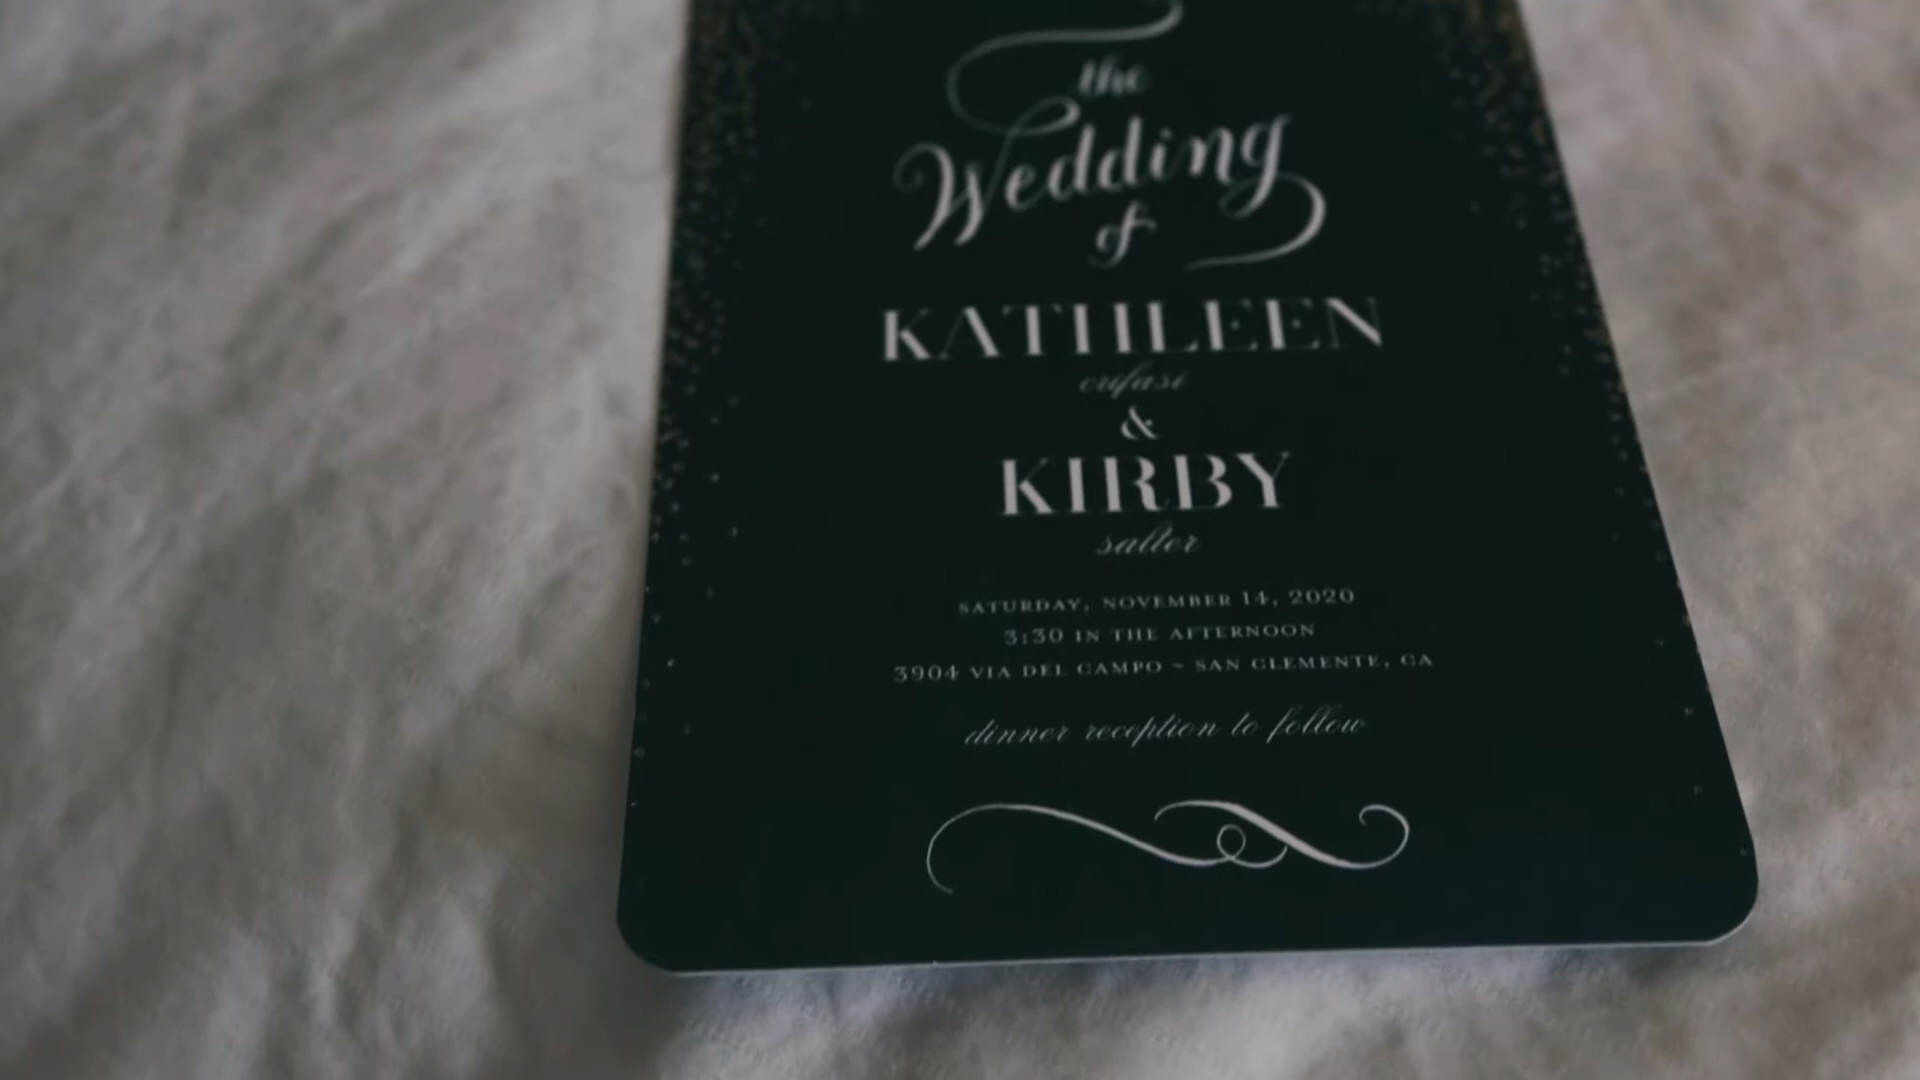 the
Wedding
of
KATHLEEN
crifasi
&
KIRBY
salter
SATURDAY, NOVEMBER 14, 2020
3:30 IN THE AFTERNOON
3904 VIA DEL CAMPO ~ SAN CLEMENTE, CA
dinner reception to follow